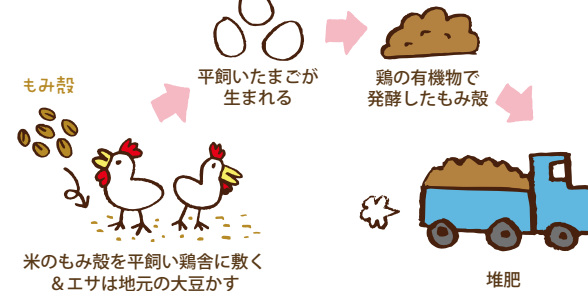 もみ殻
平飼いたまごが
生まれる
鶏の有機物で
発酵したもみ殻
米のもみ殻を平飼い鶏舎に敷く
＆エサは地元の大豆かす
堆肥